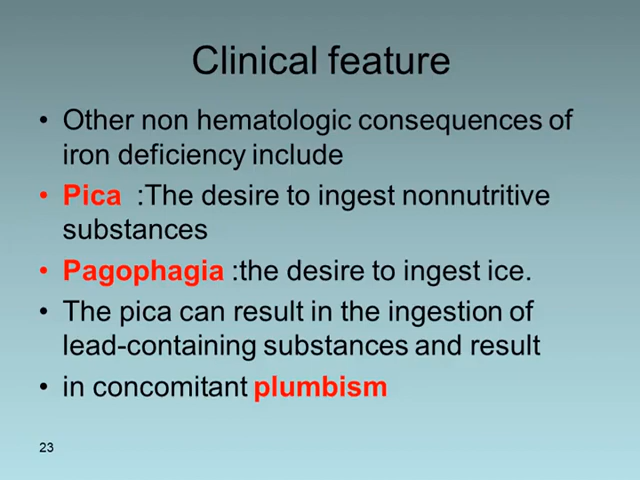 Clinical feature
• Other non hematologic consequences of
iron deficiency include
• Pica :The desire to ingest nonnutritive
substances
• Pagophagia :the desire to ingest ice.
• The pica can result in the ingestion of
lead-containing substances and result
• in concomitant plumbism
23